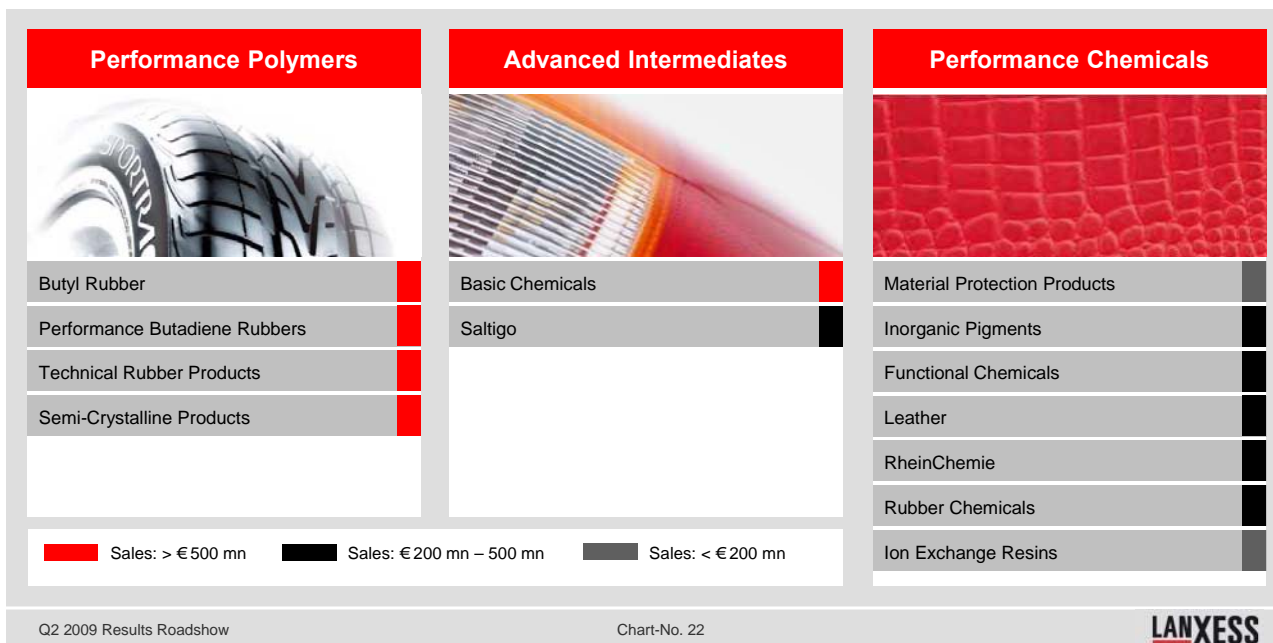 Performance Polymers
SPORTRA
Butyl Rubber
Performance Butadiene Rubbers
Technical Rubber Products
Semi-Crystalline Products
Advanced Intermediates
Basic Chemicals
Saltigo
Performance Chemicals
Material Protection Products
Inorganic Pigments
Functional Chemicals
Leather
RheinChemie
Rubber Chemicals
Ion Exchange Resins
Sales: > € 500 mn
Sales: € 200 mn – 500 mn
Sales: < € 200 mn
Q2 2009 Results Roadshow
Chart-No. 22
LANXESS